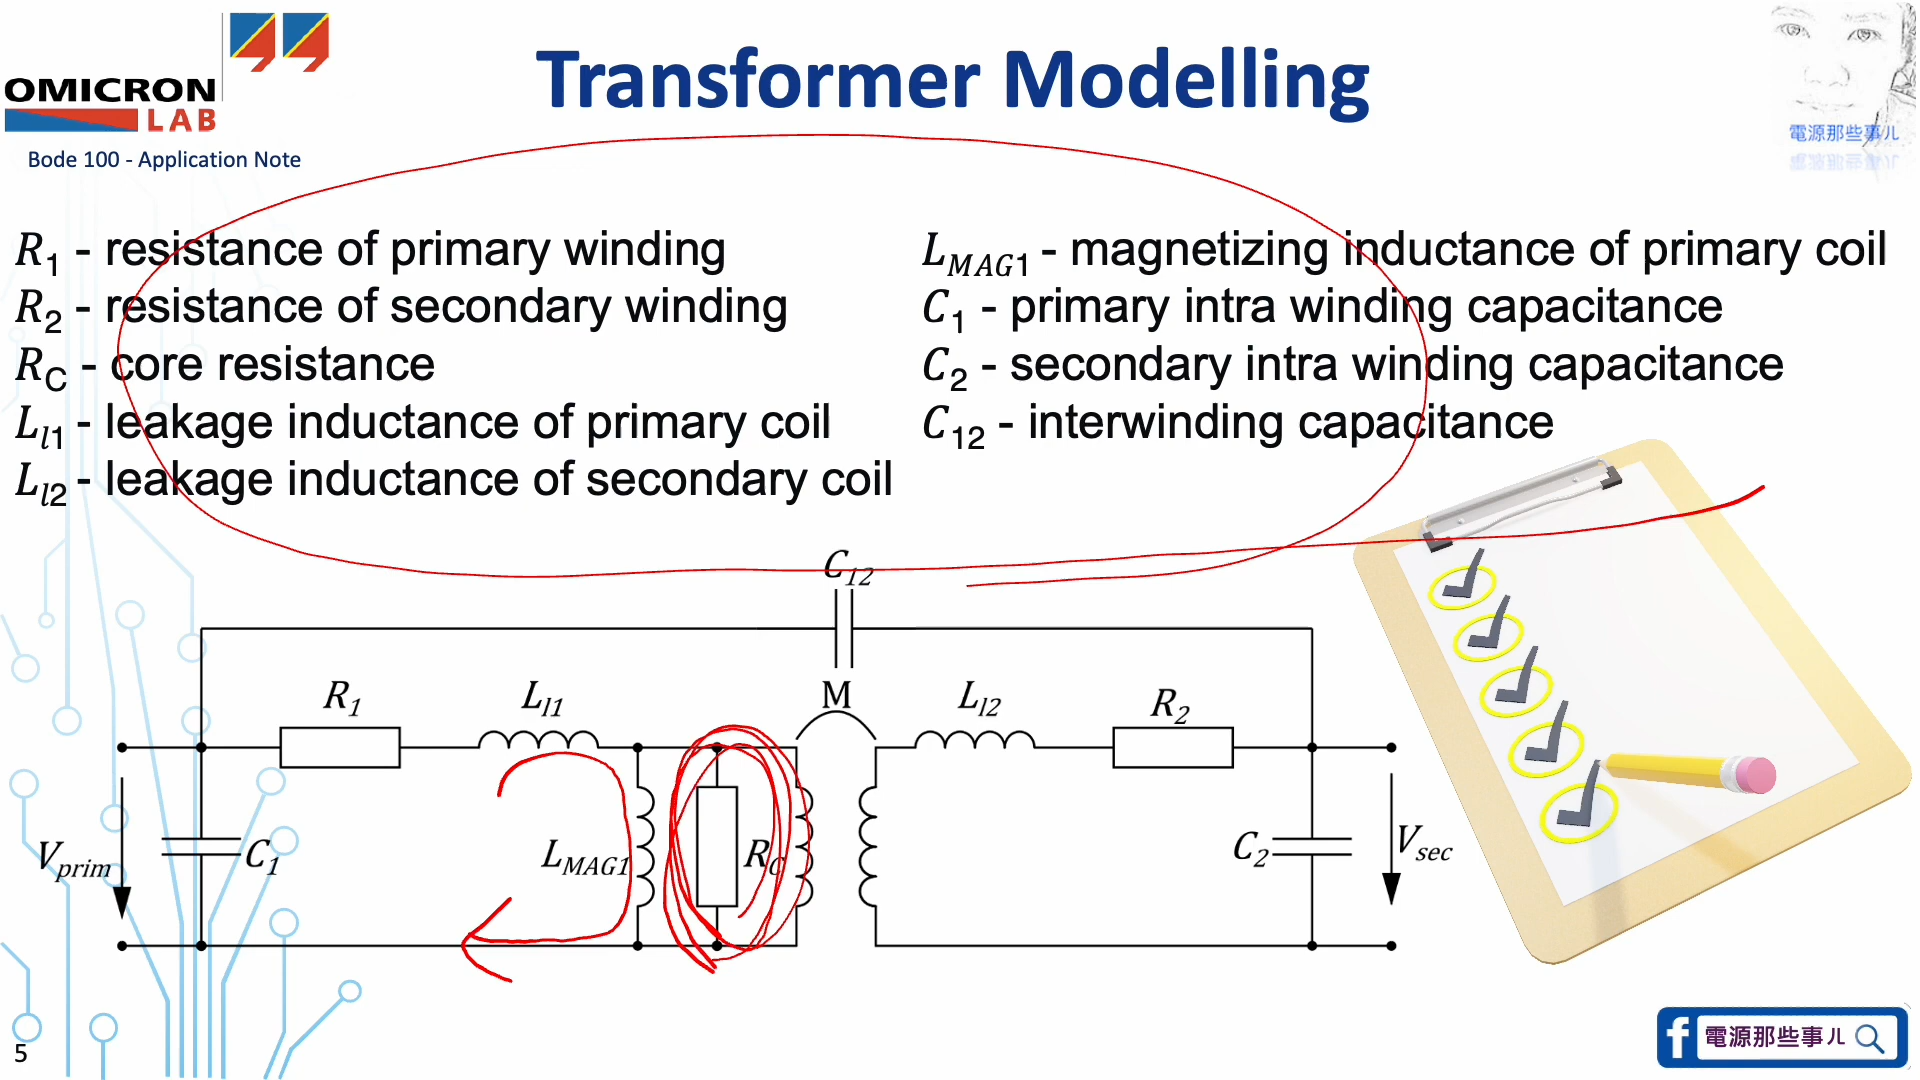 Transformer Modelling
OMICRON
LAB
Bode 100 - Application Note
電源那些事儿
R1 - resistance of primary winding
R2 - resistance of secondary winding
RC - core resistance
Ll1 - leakage inductance of primary coil
Ll2 - leakage inductance of secondary coil
LMAG1 - magnetizing inductance of primary coil
C1 - primary intra winding capacitance
C2 - secondary intra winding capacitance
C12 - interwinding capacitance
C12
R1
Ll1
M
Ll2
R2
Vprim
C1
LMAG1
RC
C2
Vsec
5
f 電源那些事儿